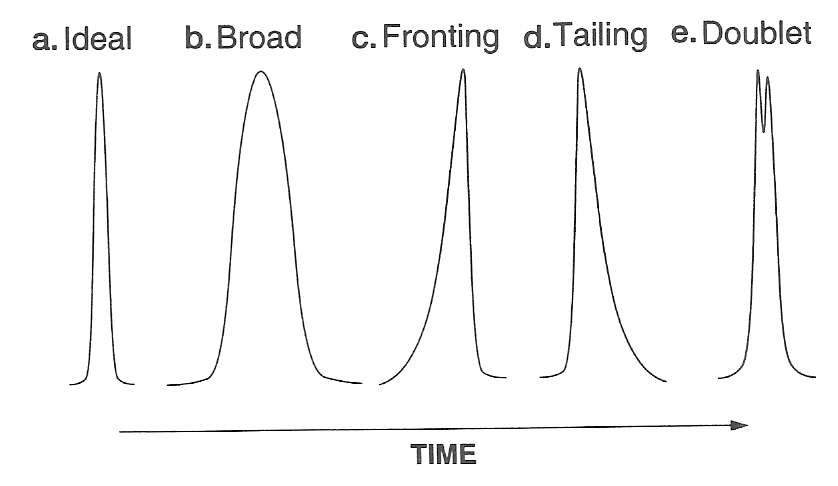 a. Ideal b. Broad c. Fronting d. Tailing e. Doublet
TIME